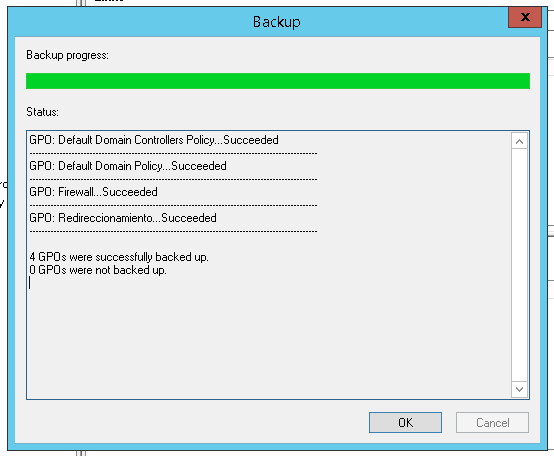 Backup
x
Backup progress:
Status:
GPO: Default Domain Controllers Policy...Succeeded
--------------------------------------------------------------------------------
GPO: Default Domain Policy...Succeeded
--------------------------------------------------------------------------------
GPO: Firewall...Succeeded
--------------------------------------------------------------------------------
GPO: Redireccionamiento...Succeeded
--------------------------------------------------------------------------------
4 GPOs were successfully backed up.
0 GPOs were not backed up.
OK
Cancel